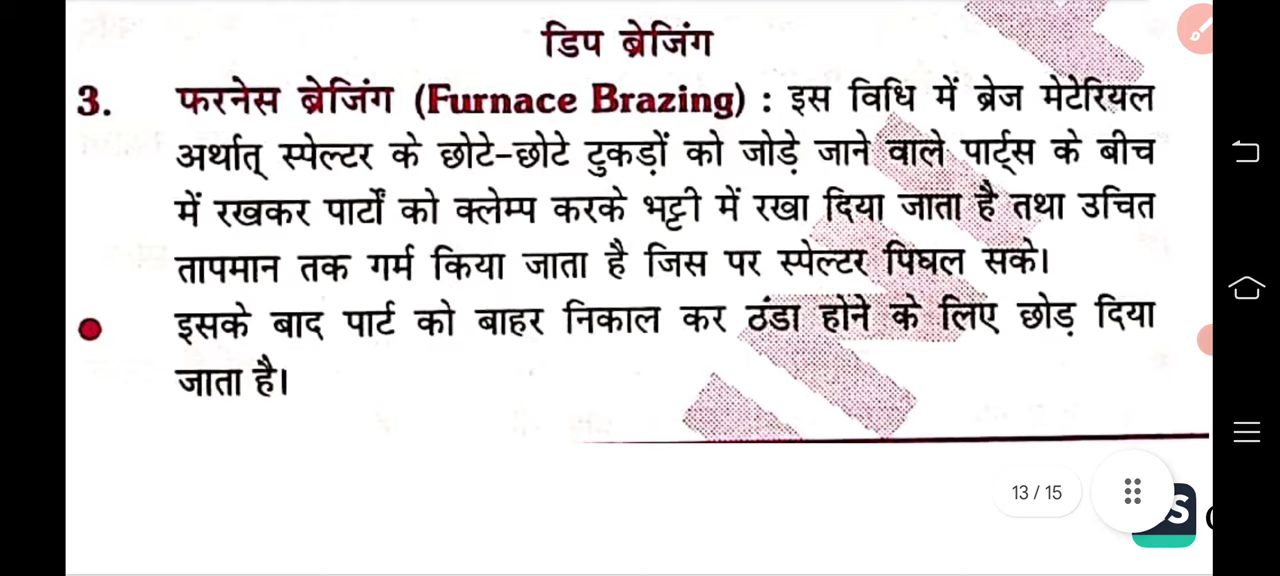 डिप ब्रेजिंग
3. फरनेस ब्रेजिंग (Furnace Brazing) : इस विधि में ब्रेज मेटेरियल
अर्थात् स्पेल्टर के छोटे-छोटे टुकड़ों को जोड़े जाने वाले पार्ट्स के बीच
में रखकर पार्टों को क्लेम्प करके भट्टी में रखा दिया जाता है तथा उचित
तापमान तक गर्म किया जाता है जिस पर स्पेल्टर पिघल सके।
इसके बाद पार्ट को बाहर निकाल कर ठंडा होने के लिए छोड़ दिया
जाता है।
13 / 15
S